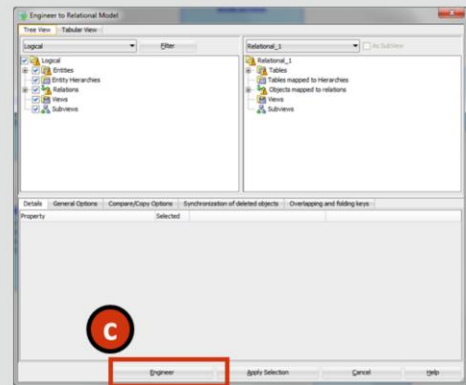 Engineer to Relational Model
Tree View Tabular View
Logical Filter Relational_1 As SubView
Logical
Entities
Entity Hierarchies
Relations
Views
Subviews
Relational_1
Tables
Tables mapped to Hierarchies
Objects mapped to relations
Views
Subviews
Details General Options Compare/Copy Options Synchronization of deleted objects Overlapping and folding keys
Property Selected
C
Engineer Apply Selection Cancel Help